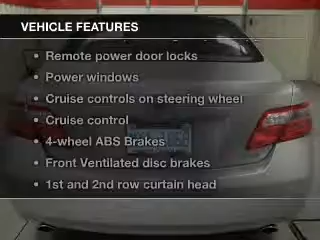 VEHICLE FEATURES
• Remote power door locks
• Power windows
• Cruise controls on steering wheel
• Cruise control
• 4-wheel ABS Brakes
• Front Ventilated disc brakes
• 1st and 2nd row curtain head